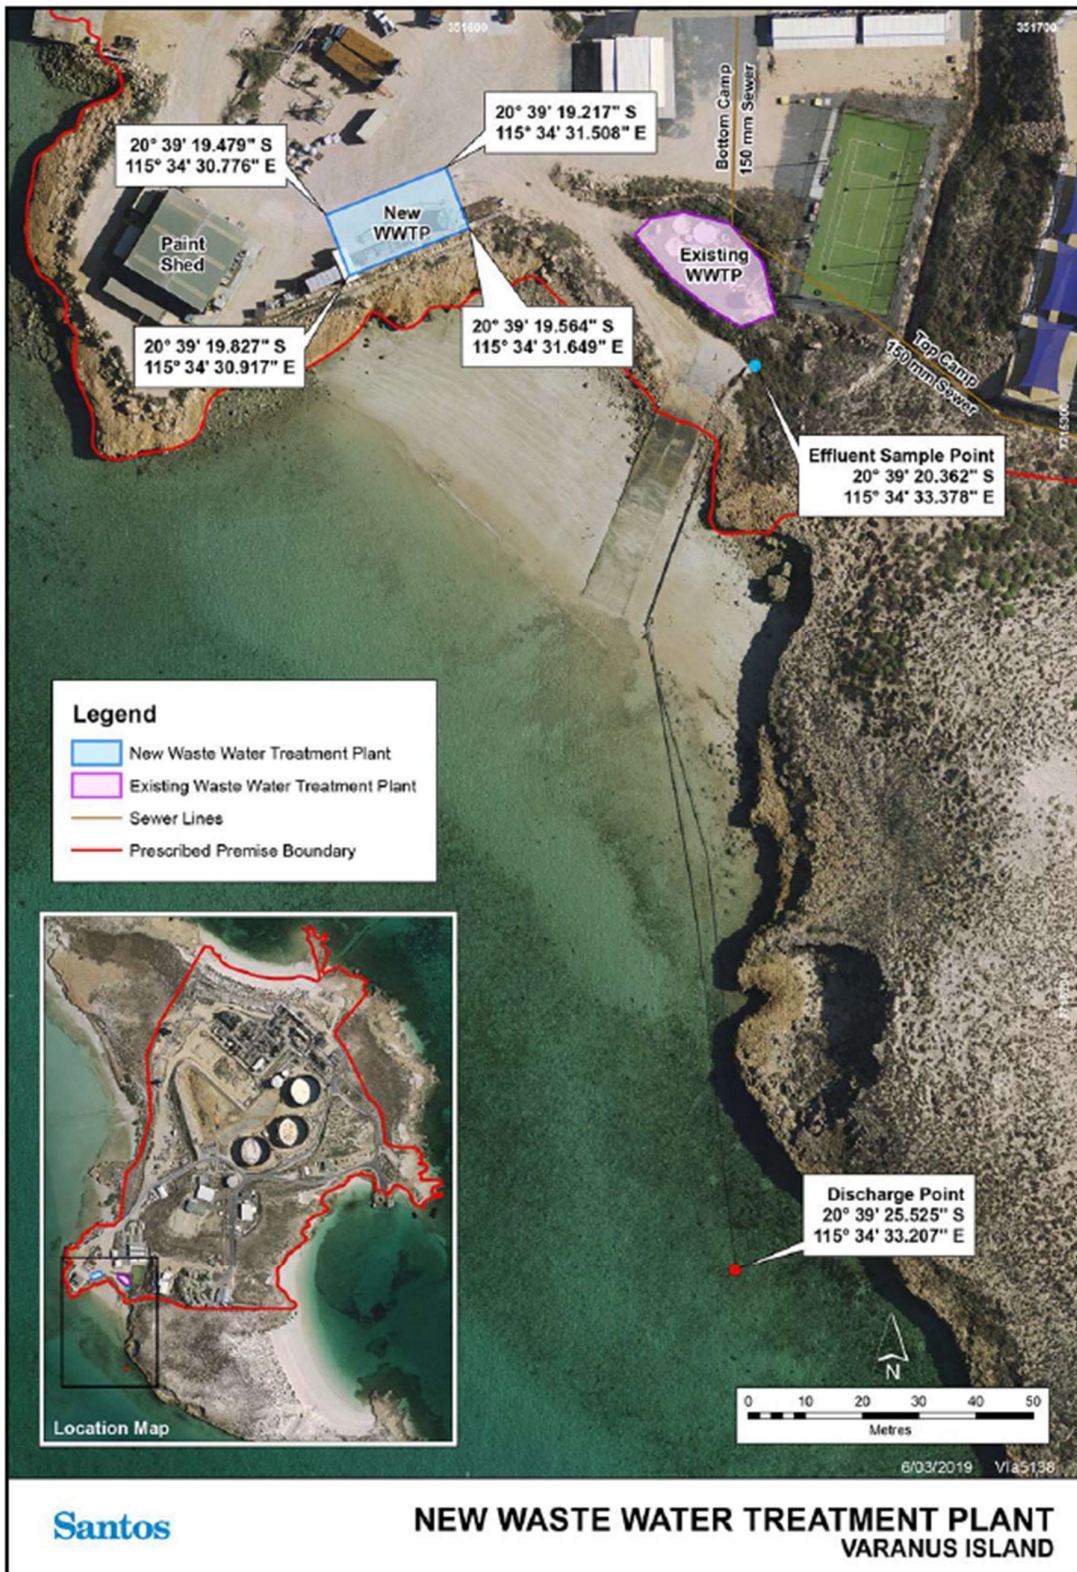 351600
351700
20° 39' 19.217" S
115° 34' 31.508" E
20° 39' 19.479" S
115° 34' 30.776" E
Bottom Camp
150 mm Sewer
New
WWTP
Paint
Shed
Existing
WWTP
20° 39' 19.564" S
115° 34' 31.649" E
20° 39' 19.827" S
115° 34' 30.917" E
Top Camp
150 mm Sewer
Effluent Sample Point
20° 39' 20.362" S
115° 34' 33.378" E
Legend
New Waste Water Treatment Plant
Existing Waste Water Treatment Plant
Sewer Lines
Prescribed Premise Boundary
Discharge Point
20° 39' 25.525" S
115° 34' 33.207" E
N
0 10 20 30 40 50
Metres
Location Map
6/03/2019 VIa5138
Santos
NEW WASTE WATER TREATMENT PLANT
VARANUS ISLAND